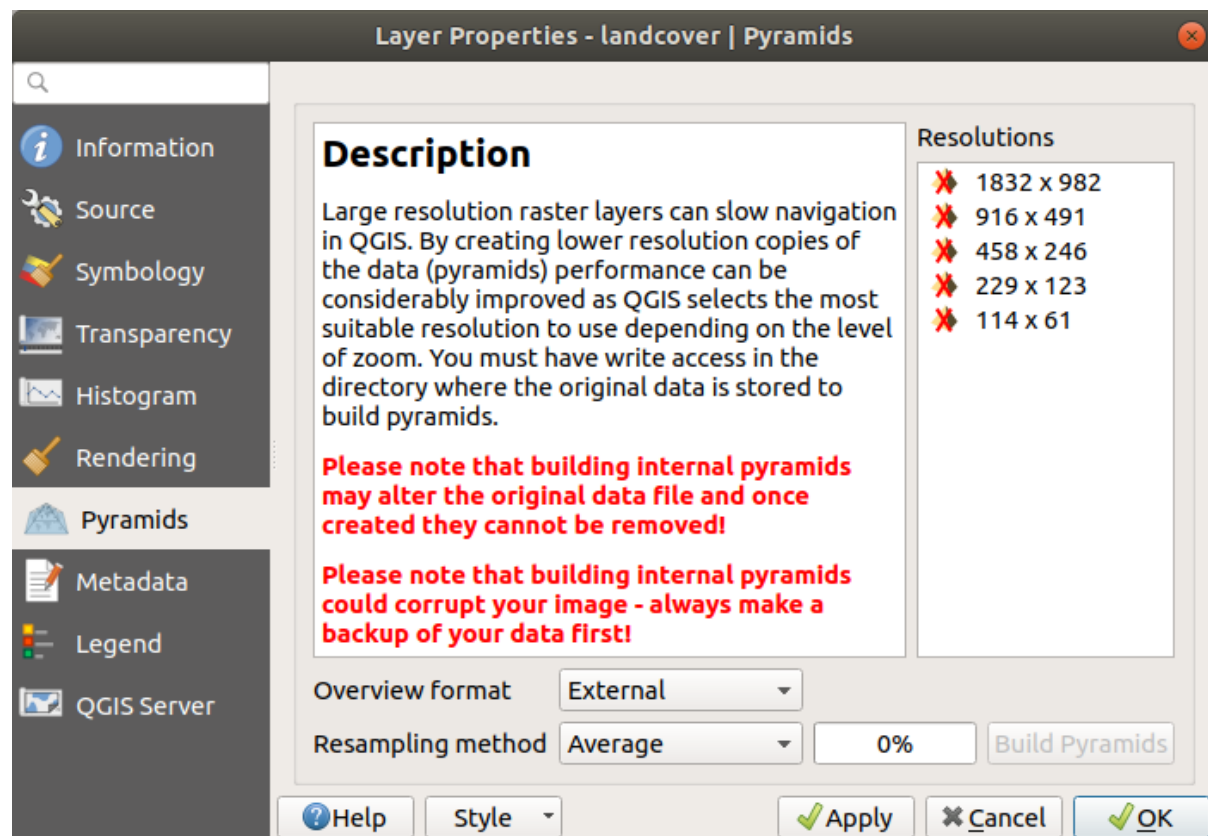 Layer Properties - landcover | Pyramids
Information
Source
Symbology
Transparency
Histogram
Rendering
Pyramids
Metadata
Legend
QGIS Server
Description
Large resolution raster layers can slow navigation
in QGIS. By creating lower resolution copies of
the data (pyramids) performance can be
considerably improved as QGIS selects the most
suitable resolution to use depending on the level
of zoom. You must have write access in the
directory where the original data is stored to
build pyramids.
Please note that building internal pyramids
may alter the original data file and once
created they cannot be removed!
Please note that building internal pyramids
could corrupt your image - always make a
backup of your data first!
Resolutions
1832 x 982
916 x 491
458 x 246
229 x 123
114 x 61
Overview format External
Resampling method Average 0% Build Pyramids
Help Style Apply Cancel OK